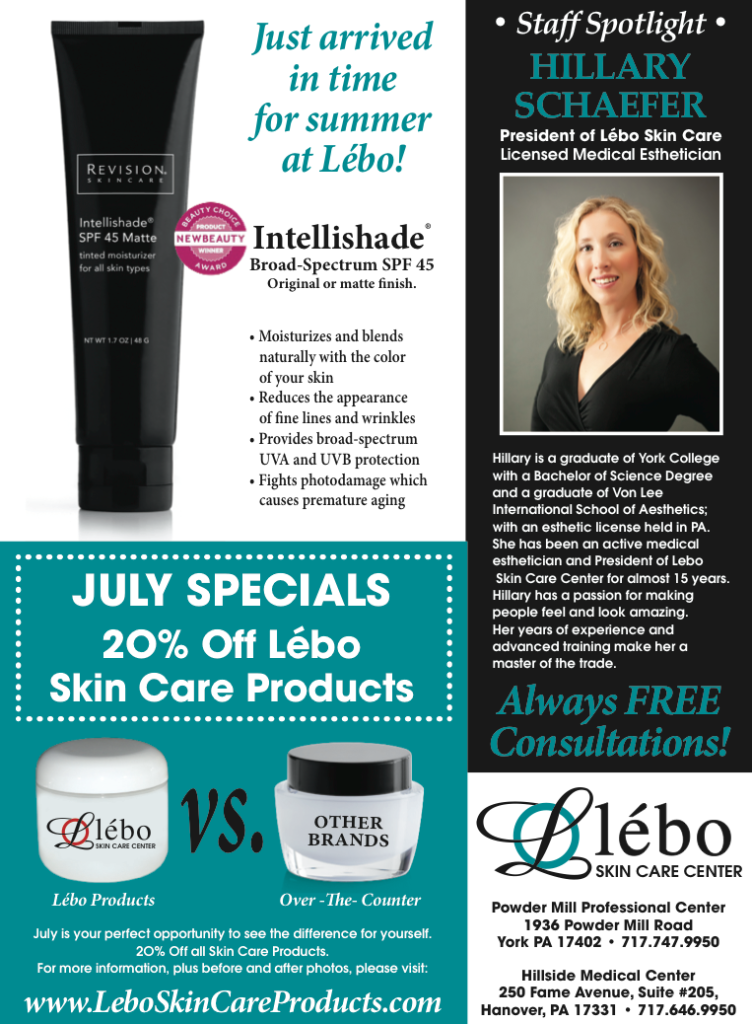 Just arrived
in time
for summer
at Lébo!
REVISION®
SKINCARE
Intellishade®
SPF 45 Matte
tinted moisturizer
for all skin types
NT WT 1.7 OZ | 48 G
BEAUTY CHOICE
PRODUCT
NEWBEAUTY
WINNER
AWARD
Intellishade®
Broad-Spectrum SPF 45
Original or matte finish.
• Moisturizes and blends
naturally with the color
of your skin
• Reduces the appearance
of fine lines and wrinkles
• Provides broad-spectrum
UVA and UVB protection
• Fights photodamage which
causes premature aging
JULY SPECIALS
20% Off Lébo
Skin Care Products
lébo
SKIN CARE CENTER
vs.
OTHER
BRANDS
Lébo Products
Over -The- Counter
July is your perfect opportunity to see the difference for yourself.
20% Off all Skin Care Products.
For more information, plus before and after photos, please visit:
www.LeboSkinCareProducts.com
• Staff Spotlight •
HILLARY
SCHAEFER
President of Lébo Skin Care
Licensed Medical Esthetician
Hillary is a graduate of York College
with a Bachelor of Science Degree
and a graduate of Von Lee
International School of Aesthetics;
with an esthetic license held in PA.
She has been an active medical
esthetician and President of Lebo
Skin Care Center for almost 15 years.
Hillary has a passion for making
people feel and look amazing.
Her years of experience and
advanced training make her a
master of the trade.
Always FREE
Consultations!
lébo
SKIN CARE CENTER
Powder Mill Professional Center
1936 Powder Mill Road
York PA 17402 • 717.747.9950
Hillside Medical Center
250 Fame Avenue, Suite #205,
Hanover, PA 17331 • 717.646.9950